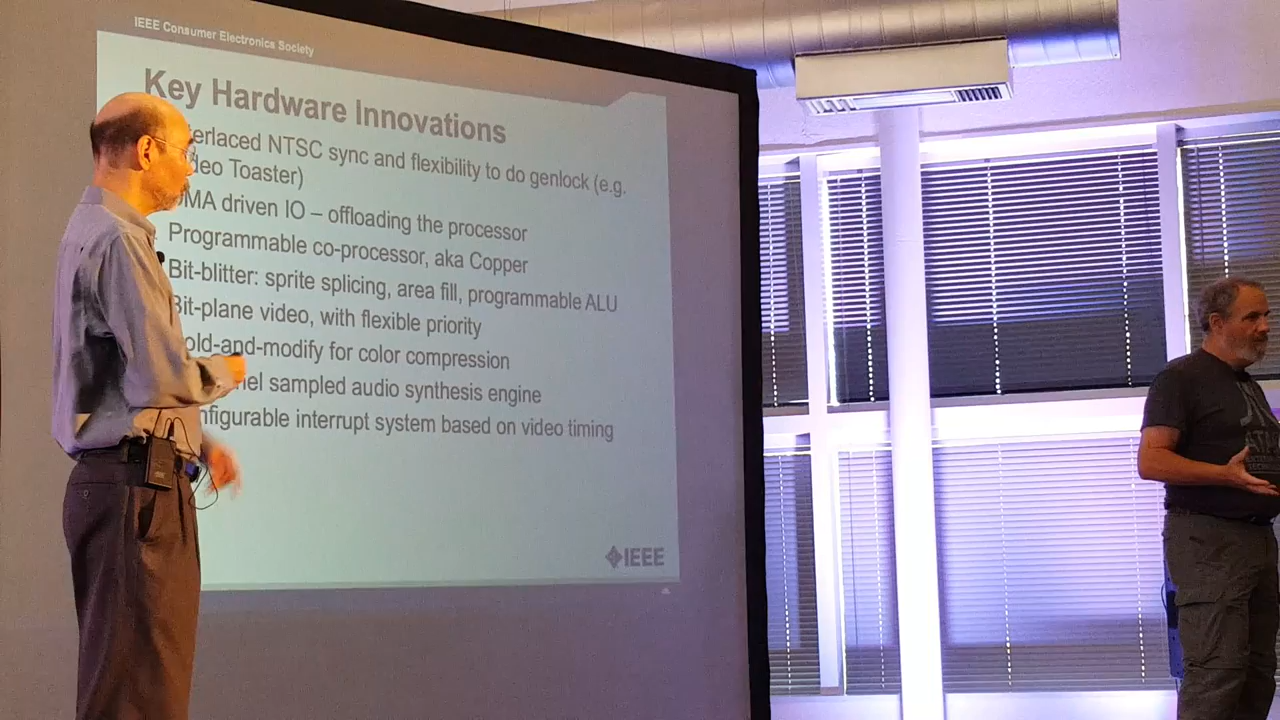 IEEE Consumer Electronics Society
Key Hardware Innovations
erlaced NTSC sync and flexibility to do genlock (e.g.
deo Toaster)
DMA driven IO – offloading the processor
Programmable co-processor, aka Copper
Bit-blitter: sprite splicing, area fill, programmable ALU
Bit-plane video, with flexible priority
old-and-modify for color compression
nel sampled audio synthesis engine
nfigurable interrupt system based on video timing
IEEE